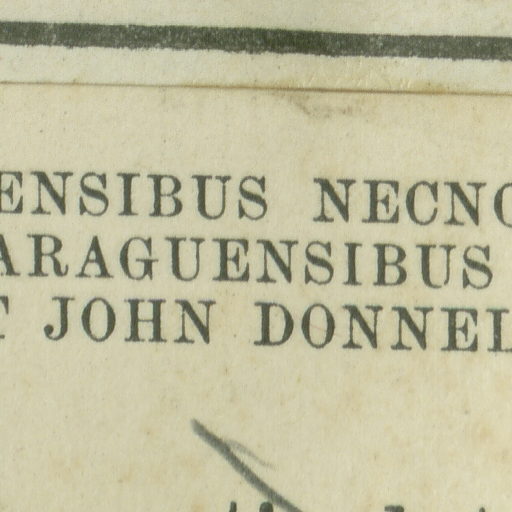 ENSIBUS NECNO
ARAGUENSIBUS
T JOHN DONNEL